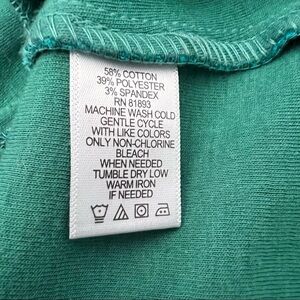 58% COTTON
39% POLYESTER
3% SPANDEX
RN 81893
MACHINE WASH COLD
GENTLE CYCLE
WITH LIKE COLORS
ONLY NON-CHLORINE
BLEACH
WHEN NEEDED
TUMBLE DRY LOW
WARM IRON
IF NEEDED